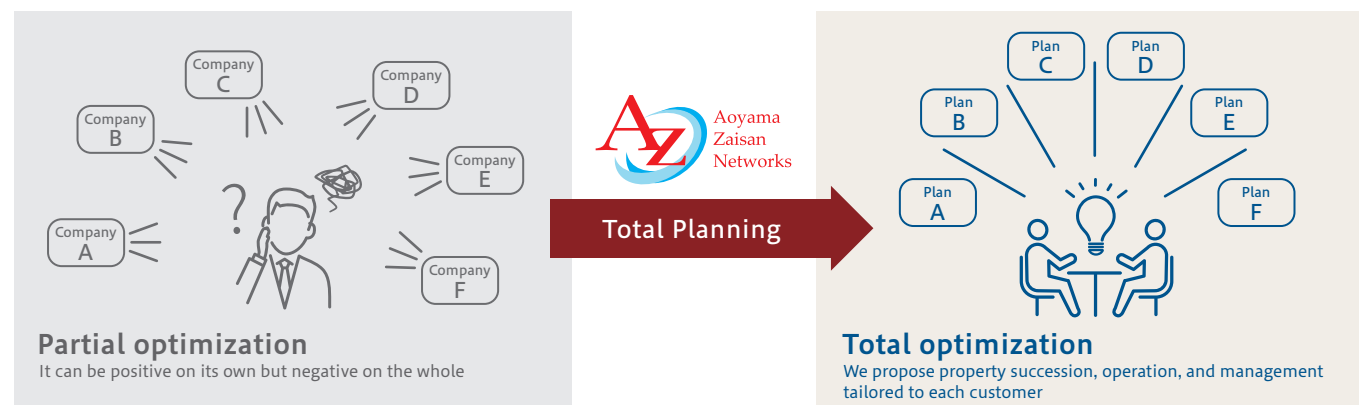 Company
A
Company
B
Company
C
Company
D
Company
E
Company
F
?
Partial optimization
It can be positive on its own but negative on the whole
AZ
Aoyama
Zaisan
Networks
Total Planning
Plan
A
Plan
B
Plan
C
Plan
D
Plan
E
Plan
F
Total optimization
We propose property succession, operation, and management
tailored to each customer